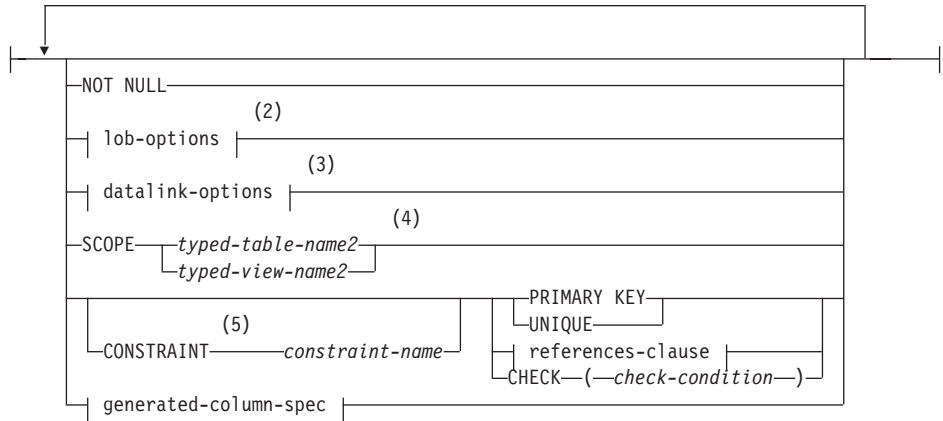 NOT NULL
(2)
lob-options
(3)
datalink-options
(4)
SCOPE typed-table-name2
typed-view-name2
PRIMARY KEY
(5) UNIQUE
CONSTRAINT constraint-name
references-clause
CHECK ( check-condition )
generated-column-spec